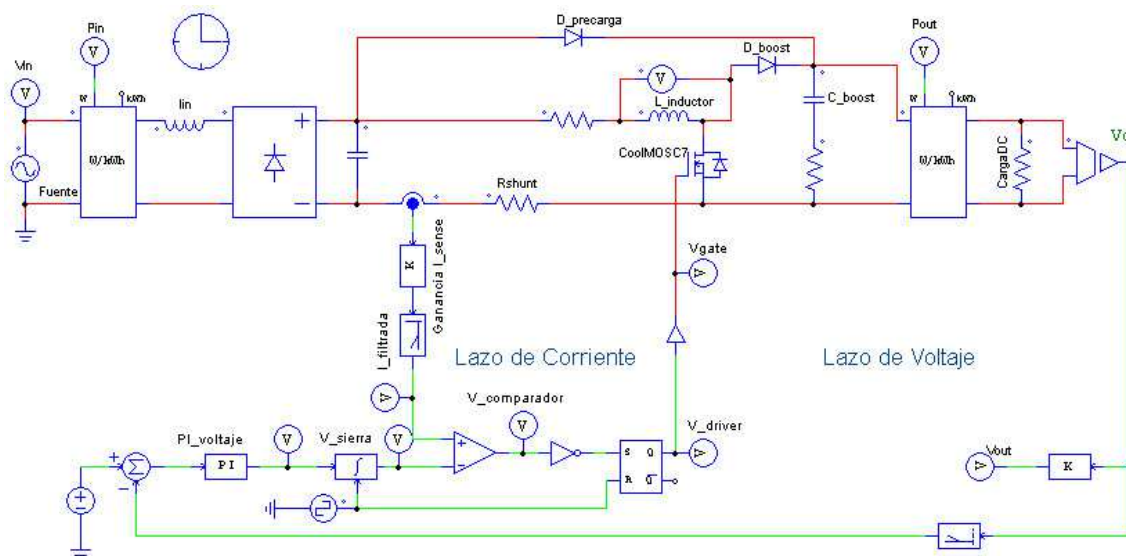 D_precarga
Pin
Pout
Vin
D_boost
W
kWh
Iin
L_inductor
C_boost
W
kWh
W/kWh
CoolMOSC7
W/kWh
CargaDC
Fuente
Rshunt
K
Ganancia I_sense
Vgate
I_filtrada
Lazo de Corriente
Lazo de Voltaje
V_comparador
PI_voltaje
V_sierra
V_driver
PI
S Q
R Q
Vout
K